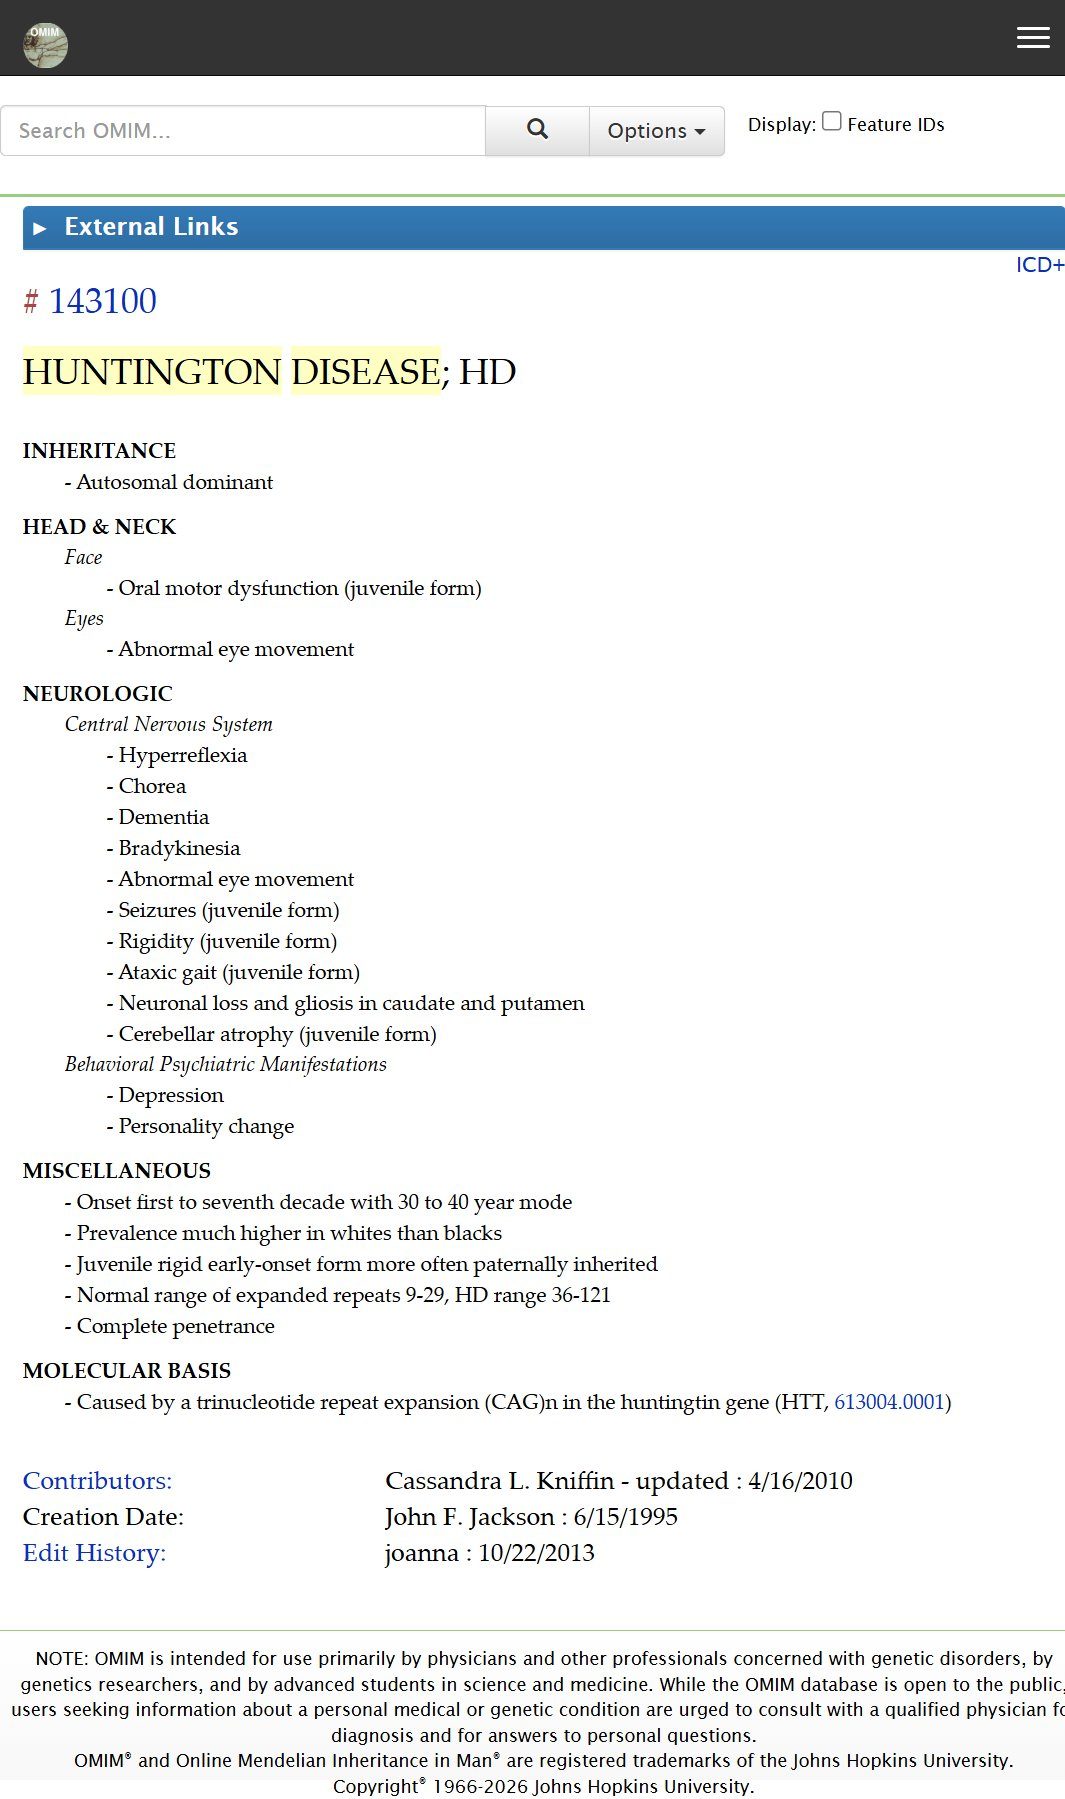 OMIM
Search OMIM...
Options
Display: Feature IDs
► External Links
ICD+
# 143100
HUNTINGTON DISEASE; HD
INHERITANCE
- Autosomal dominant
HEAD & NECK
Face
- Oral motor dysfunction (juvenile form)
Eyes
- Abnormal eye movement
NEUROLOGIC
Central Nervous System
- Hyperreflexia
- Chorea
- Dementia
- Bradykinesia
- Abnormal eye movement
- Seizures (juvenile form)
- Rigidity (juvenile form)
- Ataxic gait (juvenile form)
- Neuronal loss and gliosis in caudate and putamen
- Cerebellar atrophy (juvenile form)
Behavioral Psychiatric Manifestations
- Depression
- Personality change
MISCELLANEOUS
- Onset first to seventh decade with 30 to 40 year mode
- Prevalence much higher in whites than blacks
- Juvenile rigid early-onset form more often paternally inherited
- Normal range of expanded repeats 9-29, HD range 36-121
- Complete penetrance
MOLECULAR BASIS
- Caused by a trinucleotide repeat expansion (CAG)n in the huntingtin gene (HTT, 613004.0001)
Contributors: Cassandra L. Kniffin - updated : 4/16/2010
Creation Date: John F. Jackson : 6/15/1995
Edit History: joanna : 10/22/2013
NOTE: OMIM is intended for use primarily by physicians and other professionals concerned with genetic disorders, by
genetics researchers, and by advanced students in science and medicine. While the OMIM database is open to the public,
users seeking information about a personal medical or genetic condition are urged to consult with a qualified physician fo
diagnosis and for answers to personal questions.
OMIM® and Online Mendelian Inheritance in Man® are registered trademarks of the Johns Hopkins University.
Copyright® 1966-2026 Johns Hopkins University.